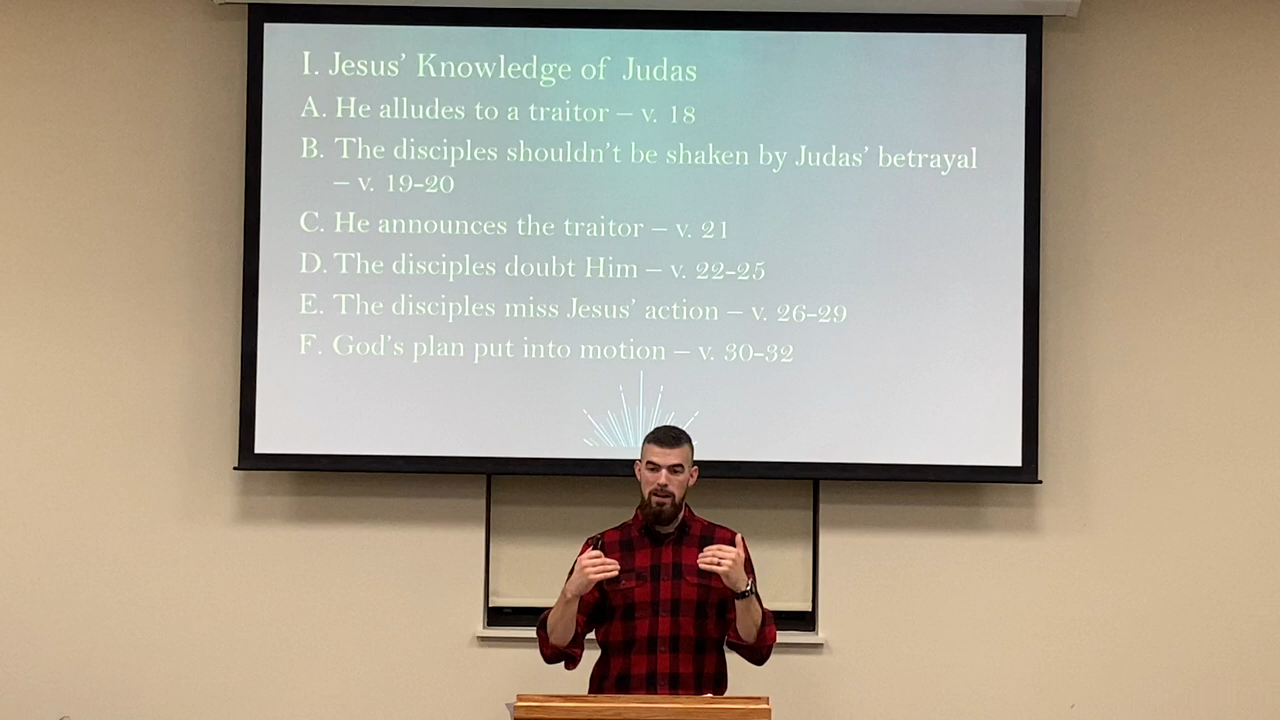 I. Jesus’ Knowledge of Judas
A. He alludes to a traitor – v. 18
B. The disciples shouldn’t be shaken by Judas’ betrayal
– v. 19-20
C. He announces the traitor – v. 21
D. The disciples doubt Him – v. 22-25
E. The disciples miss Jesus’ action – v. 26-29
F. God’s plan put into motion – v. 30-32